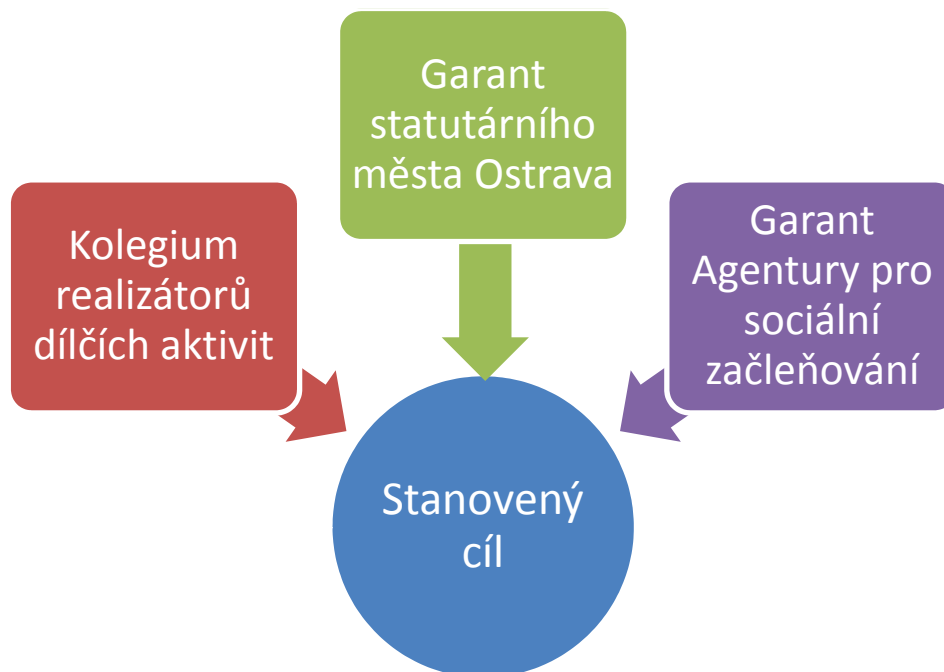 Garant
statutárního
města Ostrava
Kolegium
realizátorů
dílčích aktivit
Garant
Agentury pro
sociální
začleňování
Stanovený
cíl